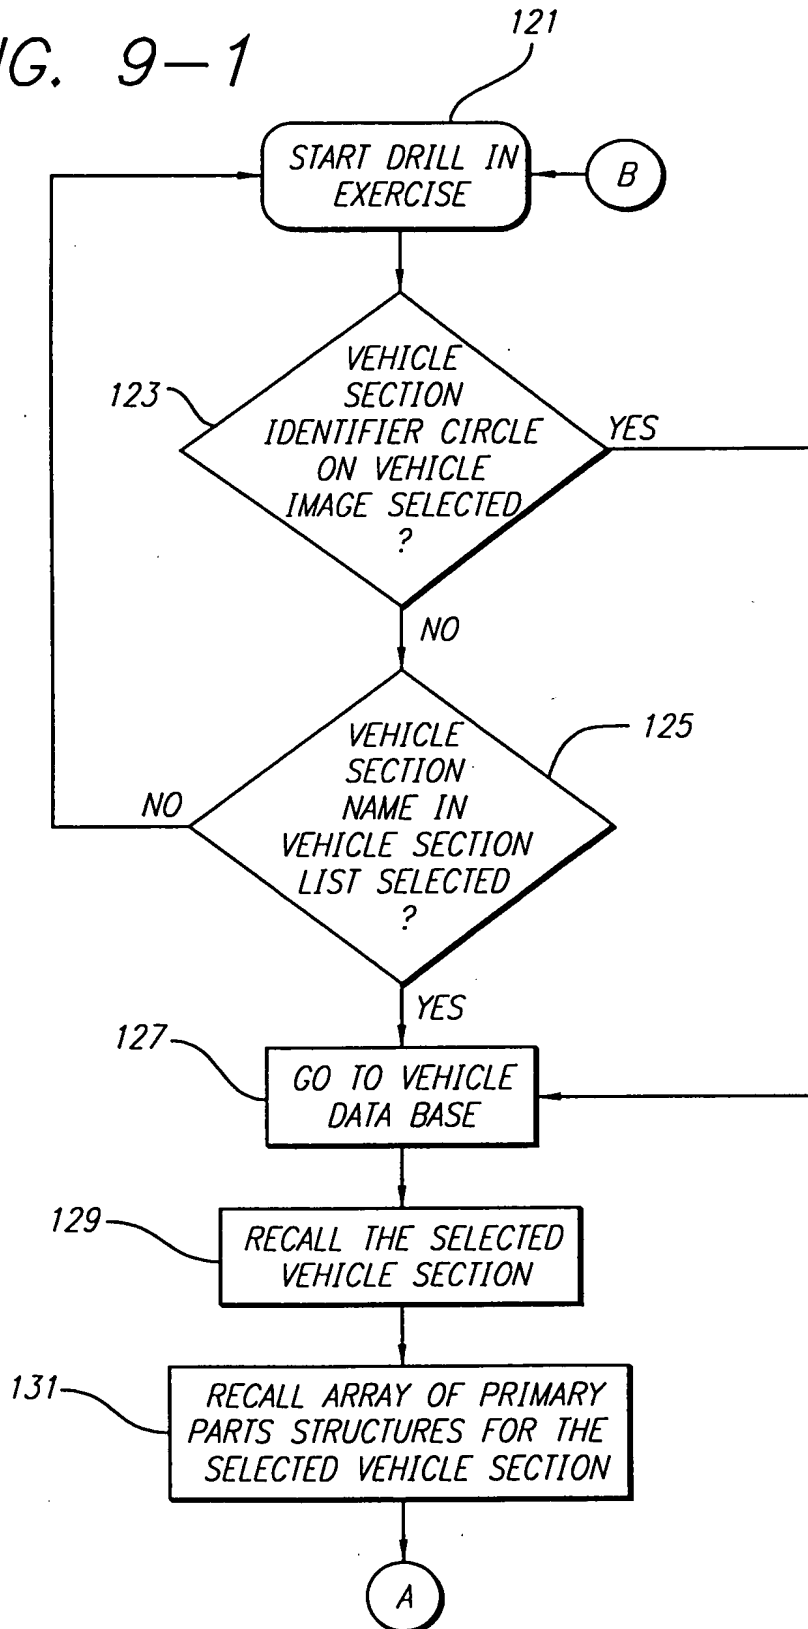 IG. 9-1
121
START DRILL IN
EXERCISE
B
123
VEHICLE
SECTION
IDENTIFIER CIRCLE
ON VEHICLE
IMAGE SELECTED
?
YES
NO
125
VEHICLE
SECTION
NAME IN
VEHICLE SECTION
LIST SELECTED
?
NO
YES
127
GO TO VEHICLE
DATA BASE
129
RECALL THE SELECTED
VEHICLE SECTION
131
RECALL ARRAY OF PRIMARY
PARTS STRUCTURES FOR THE
SELECTED VEHICLE SECTION
A